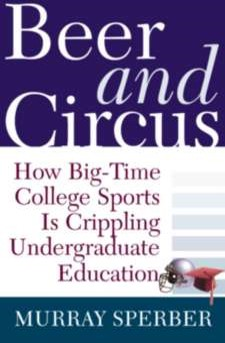 Beer
and
Circus
How Big-Time
College Sports
Is Crippling
Undergraduate
Education
MURRAY SPERBER